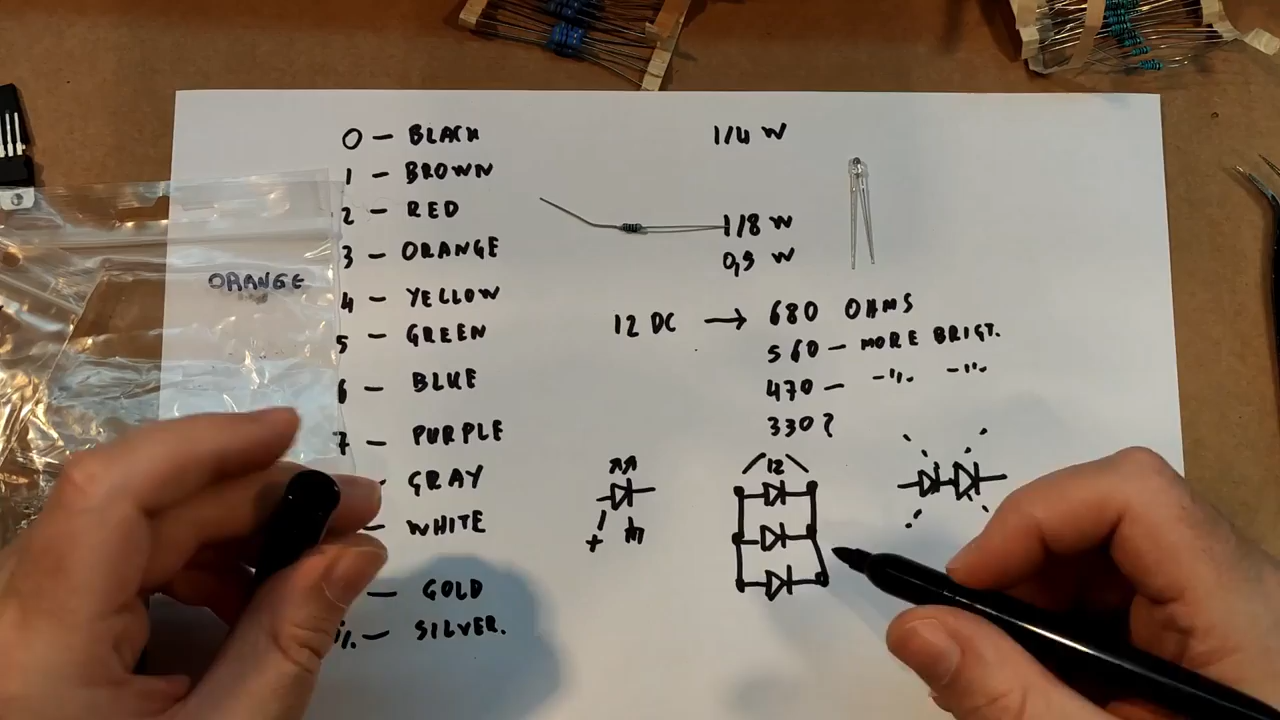 0 — BLACK
1 — BROWN
2 — RED
3 — ORANGE
4 — YELLOW
5 — GREEN
6 — BLUE
7 — PURPLE
GRAY
— WHITE
— GOLD
%. — SILVER.
ORANGE
1/4 W
1/8 W
0,5 W
12 DC → 680 OHMS
560 — MORE BRIGT.
470 — -"- -"-
330?
12
+